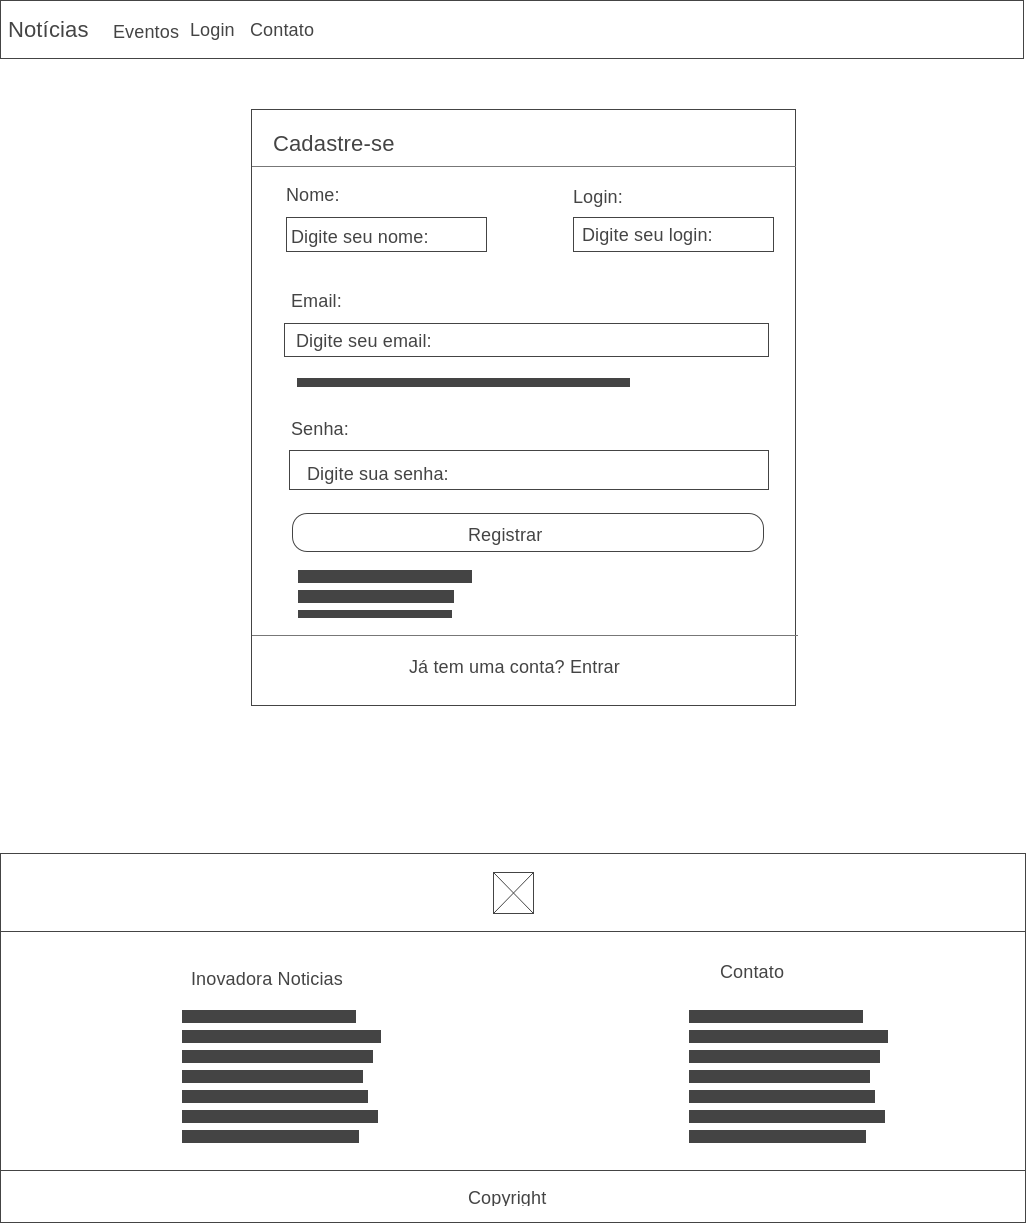 Notícias Eventos Login Contato
Cadastre-se
Nome: Login:
Digite seu nome: Digite seu login:
Email:
Digite seu email:
Senha:
Digite sua senha:
Registrar
Já tem uma conta? Entrar
Inovadora Noticias Contato
Copyright